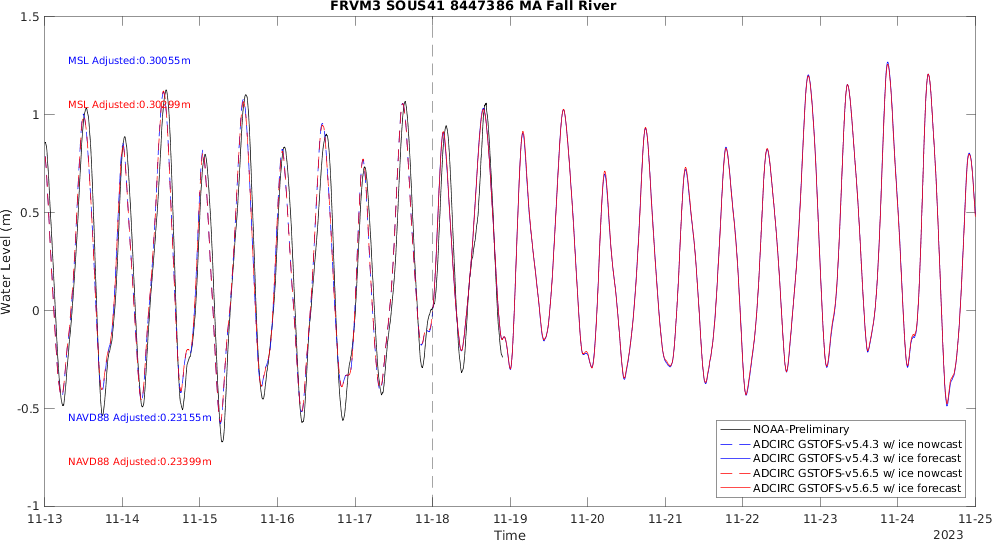 FRVM3 SOUS41 8447386 MA Fall River
1.5
1
0.5
0
-0.5
-1
Water Level (m)
MSL Adjusted:0.30055m
MSL Adjusted:0.30299m
NAVD88 Adjusted:0.23155m
NAVD88 Adjusted:0.23399m
NOAA-Preliminary
ADCIRC GSTOFS-v5.4.3 w/ ice nowcast
ADCIRC GSTOFS-v5.4.3 w/ ice forecast
ADCIRC GSTOFS-v5.6.5 w/ ice nowcast
ADCIRC GSTOFS-v5.6.5 w/ ice forecast
11-13 11-14 11-15 11-16 11-17 11-18 11-19 11-20 11-21 11-22 11-23 11-24 11-25
Time
2023